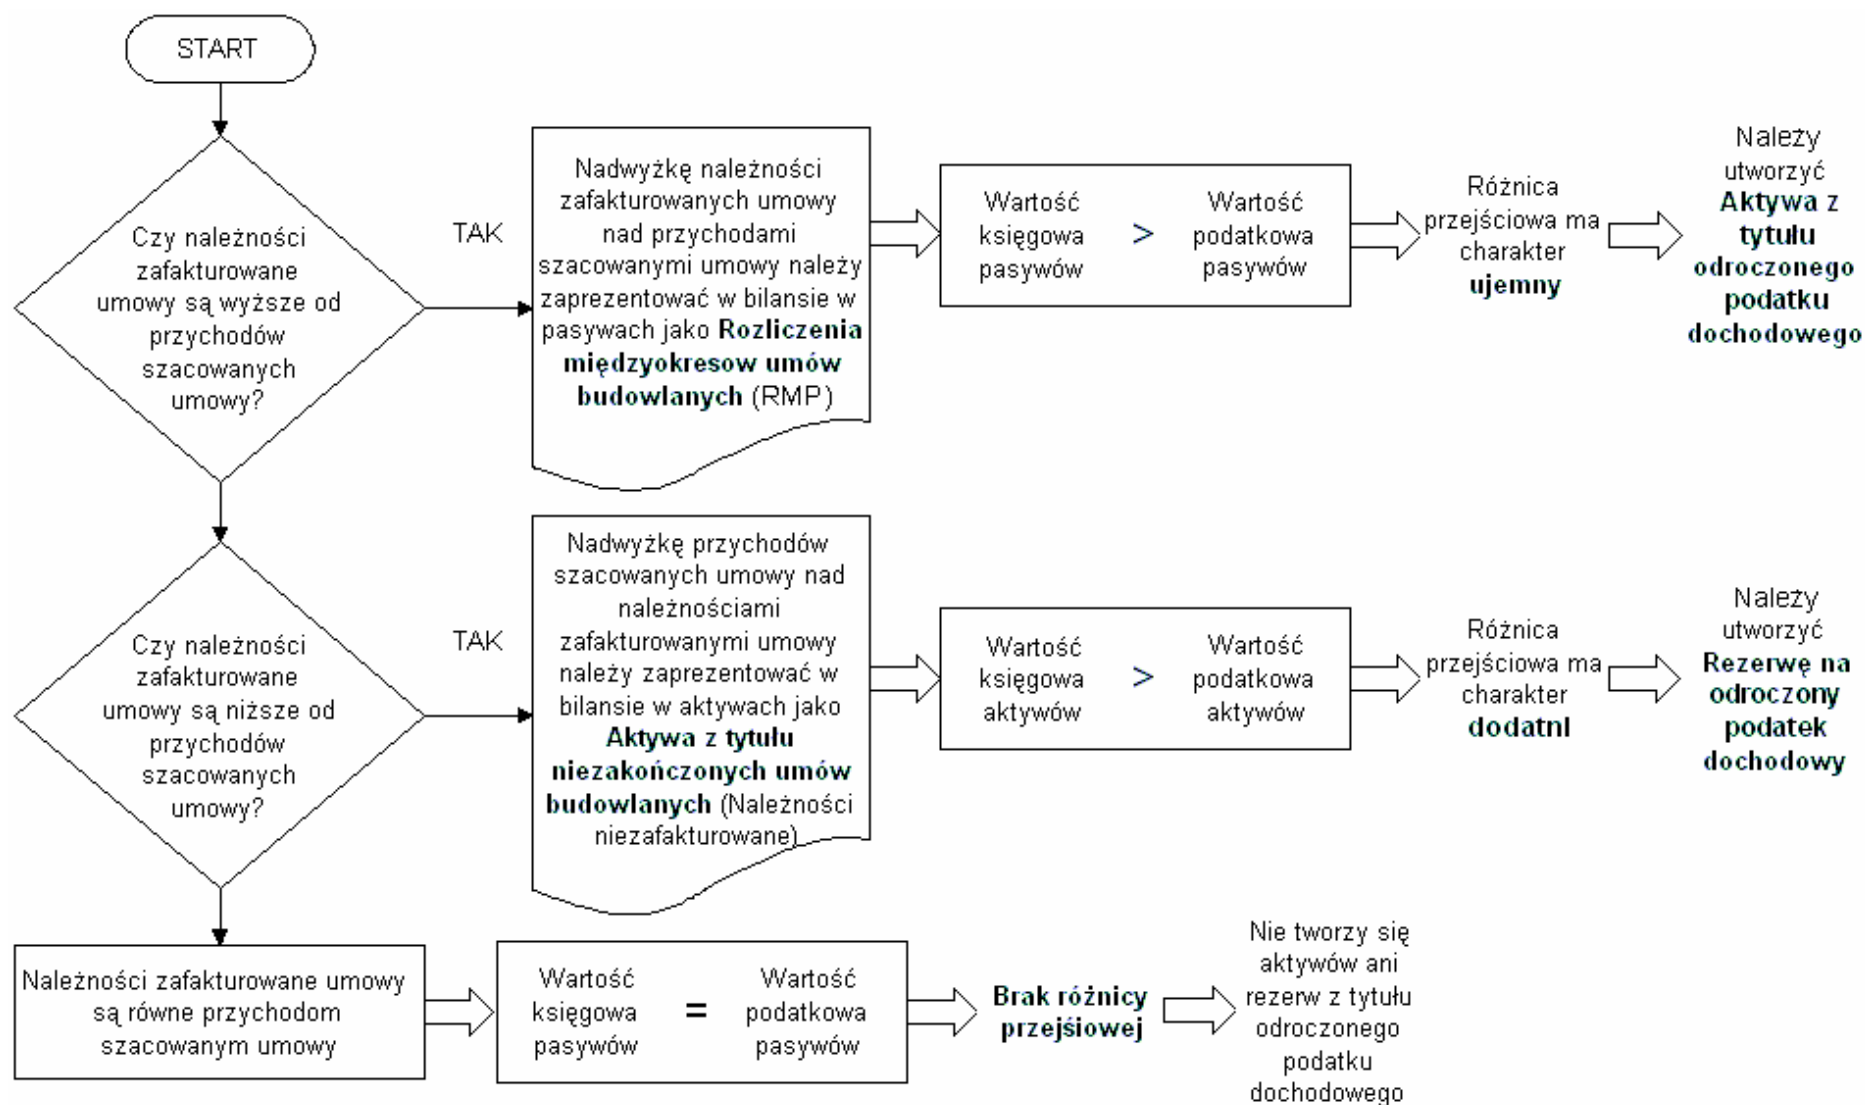 START
Czy należności
zafakturowane
umowy są wyższe od
przychodów
szacowanych
umowy?
TAK
Nadwyżkę należności
zafakturowanych umowy
nad przychodami
szacowanymi umowy należy
zaprezentować w bilansie w
pasywach jako Rozliczenia
międzyokresow umów
budowlanych (RMP)
Wartość
księgowa
pasywów
>
Wartość
podatkowa
pasywów
Różnica
przejściowa ma
charakter
ujemny
Należy
utworzyć
Aktywa z
tytułu
odroczonego
podatku
dochodowego
Czy należności
zafakturowane
umowy są niższe od
przychodów
szacowanych
umowy?
TAK
Nadwyżkę przychodów
szacowanych umowy nad
należnościami
zafakturowanymi umowy
należy zaprezentować w
bilansie w aktywach jako
Aktywa z tytułu
niezakończonych umów
budowlanych (Należności
niezafakturowane)
Wartość
księgowa
aktywów
>
Wartość
podatkowa
aktywów
Różnica
przejściowa ma
charakter
dodatnI
Należy
utworzyć
Rezerwę na
odroczony
podatek
dochodowy
Należności zafakturowane umowy
są równe przychodom
szacowanym umowy
Wartość
księgowa
pasywów
=
Wartość
podatkowa
pasywów
Brak różnicy
przejśiowej
Nie tworzy się
aktywów ani
rezerw z tytułu
odroczonego
podatku
dochodowego